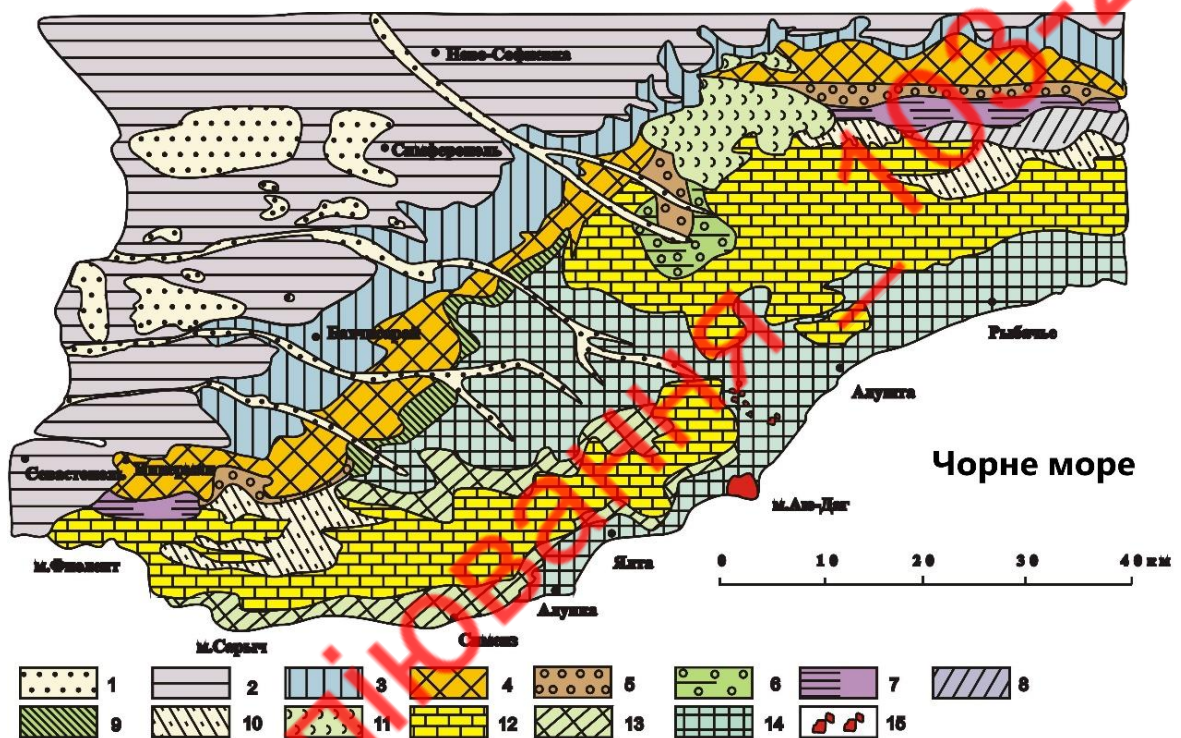 Ново-Софиевка
Симферополь
Бахчисарай
Рыбачье
Алушта
Севастополь
Инкерман
Чорне море
м.Аю-Даг
м.Фиолент
Ялта
0 10 20 30 40 км
Алупка
Симеиз
м.Сарыч
1 2 3 4 5 6 7 8
9 10 11 12 13 14 15
103-2